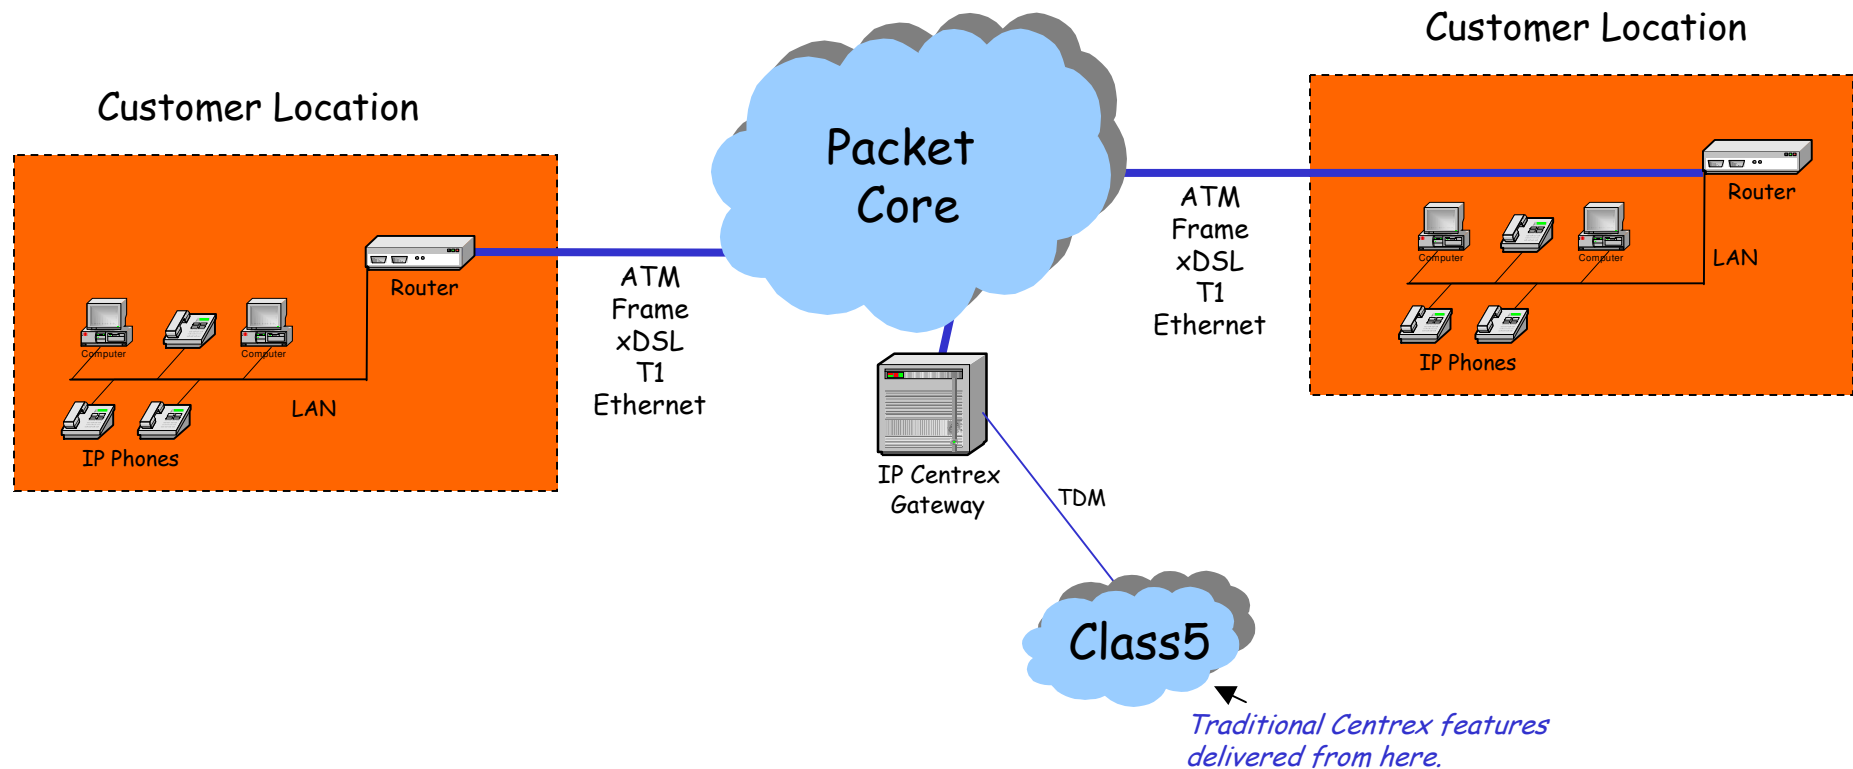 Customer Location
Customer Location
Packet
Core
Router
Computer
Computer
LAN
IP Phones
ATM
Frame
xDSL
T1
Ethernet
Router
Computer
Computer
LAN
IP Phones
ATM
Frame
xDSL
T1
Ethernet
IP Centrex
Gateway
TDM
Class5
Traditional Centrex features
delivered from here.